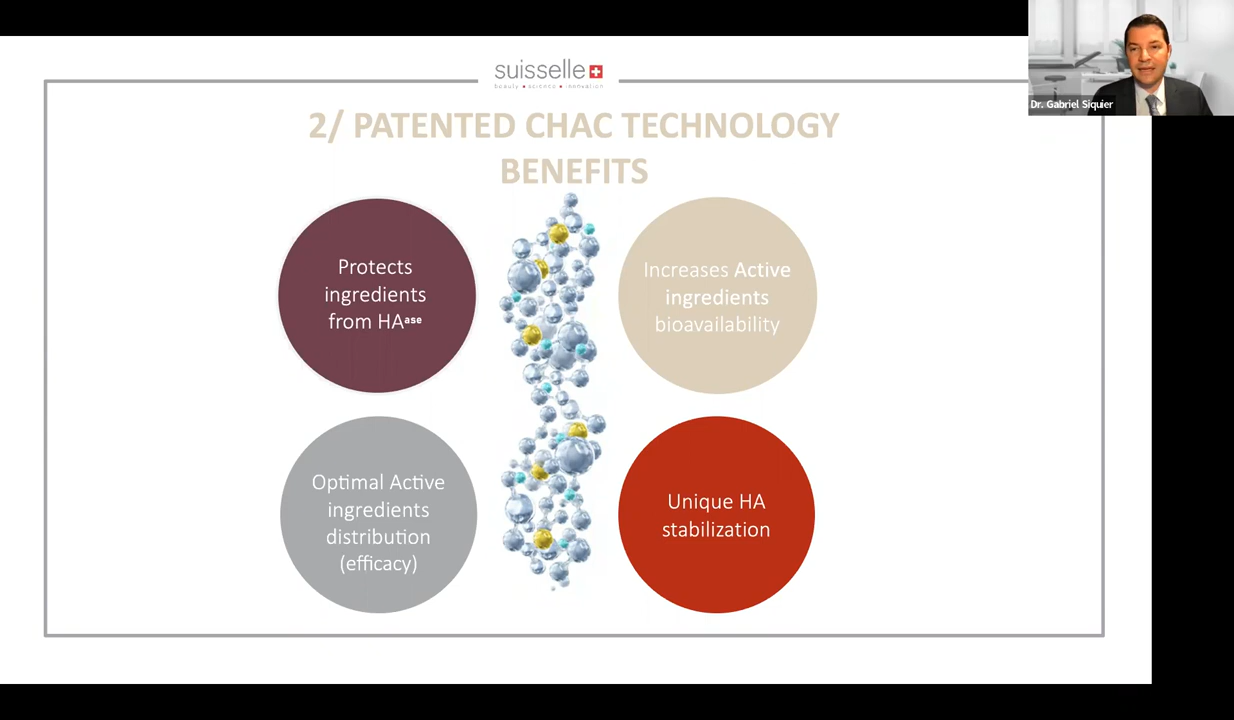 suisselle
beauty • science • innovation
Dr. Gabriel Siquier
2/ PATENTED CHAC TECHNOLOGY
BENEFITS
Protects
ingredients
from HAase
Increases Active
ingredients
bioavailability
Optimal Active
ingredients
distribution
(efficacy)
Unique HA
stabilization